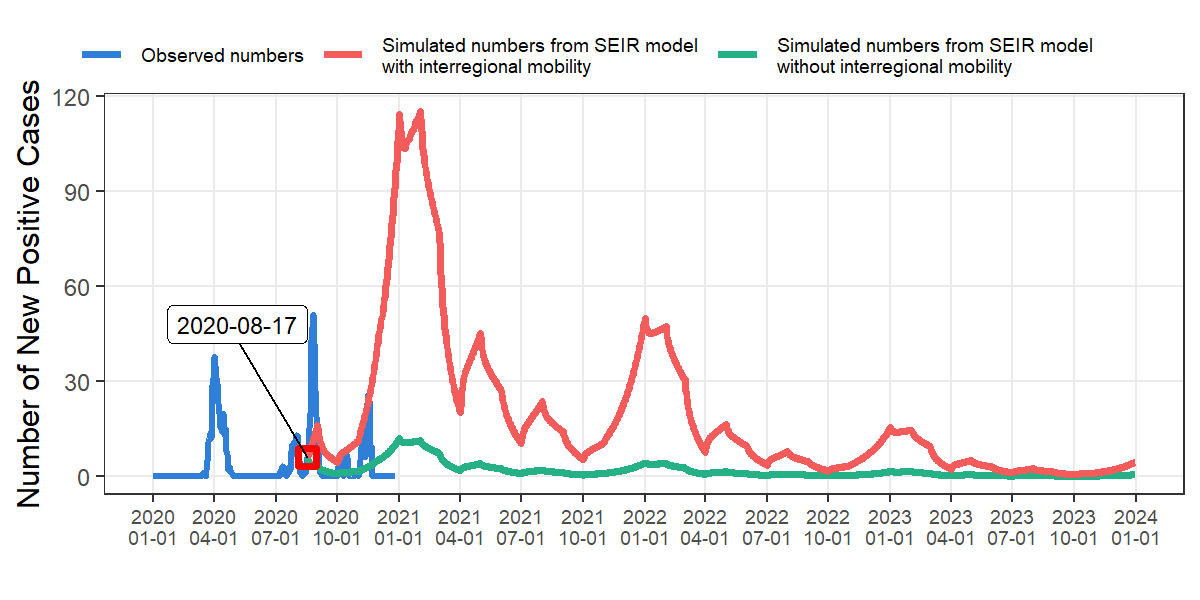 Observed numbers
Simulated numbers from SEIR model
with interregional mobility
Simulated numbers from SEIR model
without interregional mobility
Number of New Positive Cases
120
90
60
30
0
2020-08-17
2020 2020 2020 2020 2021 2021 2021 2021 2022 2022 2022 2022 2023 2023 2023 2023 2024
01-01 04-01 07-01 10-01 01-01 04-01 07-01 10-01 01-01 04-01 07-01 10-01 01-01 04-01 07-01 10-01 01-01